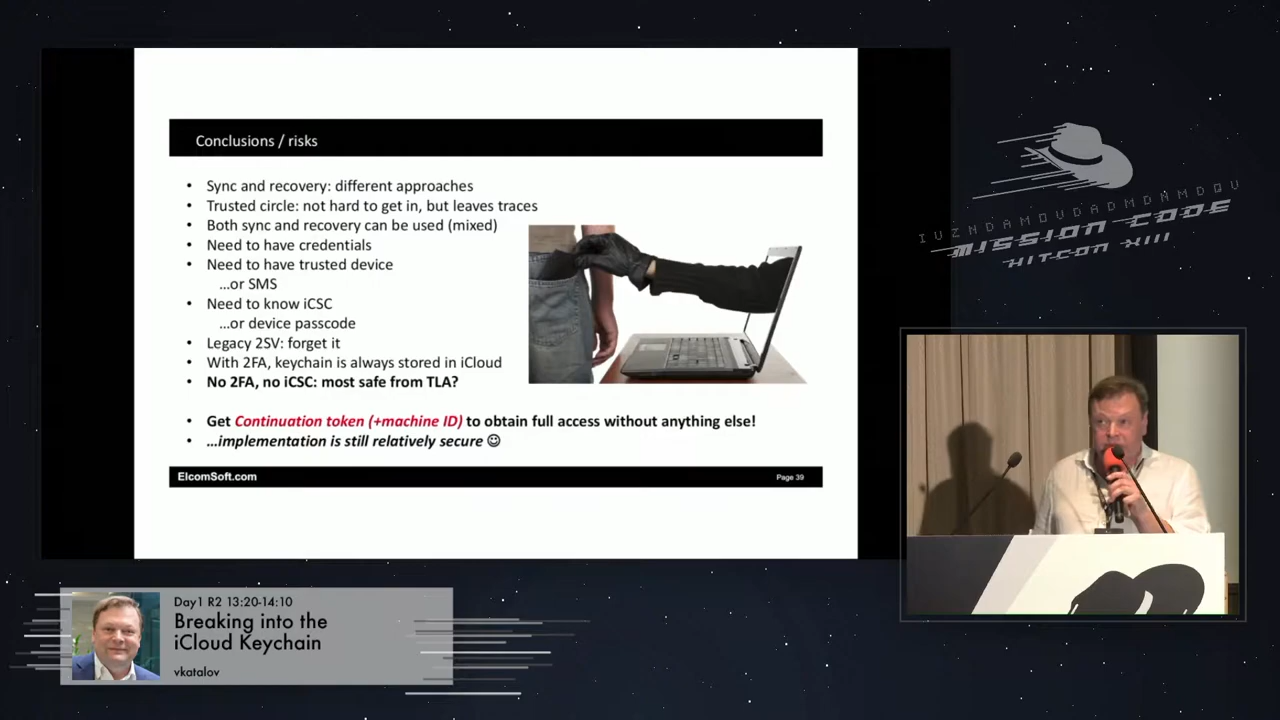 Conclusions / risks
• Sync and recovery: different approaches
• Trusted circle: not hard to get in, but leaves traces
• Both sync and recovery can be used (mixed)
• Need to have credentials
• Need to have trusted device
…or SMS
• Need to know iCSC
…or device passcode
• Legacy 2SV: forget it
• With 2FA, keychain is always stored in iCloud
• No 2FA, no iCSC: most safe from TLA?
• Get Continuation token (+machine ID) to obtain full access without anything else!
• …implementation is still relatively secure ☺
ElcomSoft.com
Page 39
MISSION CODE
HITCON XIII
Day1 R2 13:20-14:10
Breaking into the
iCloud Keychain
vkatalov